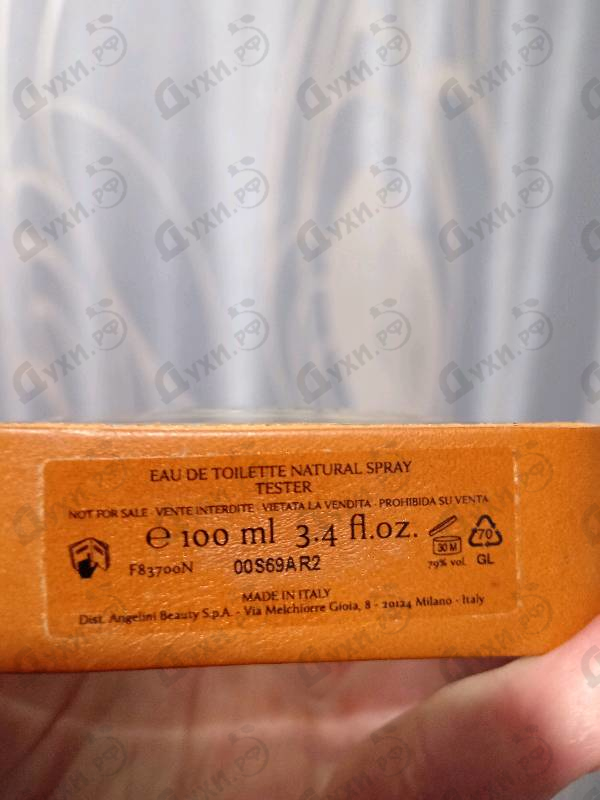 EAU DE TOILETTE NATURAL SPRAY
TESTER
NOT FOR SALE · VENTE INTERDITE · VIETATA LA VENDITA · PROHIBIDA SU VENTA
℮ 100 ml 3.4 fl.oz.
30 M
70
F83700N
00S69AR2
79% vol.
GL
MADE IN ITALY
Dist. Angelini Beauty S.p.A. · Via Melchiorre Gioia, 8 · 20124 Milano · Italy
Духи.рф